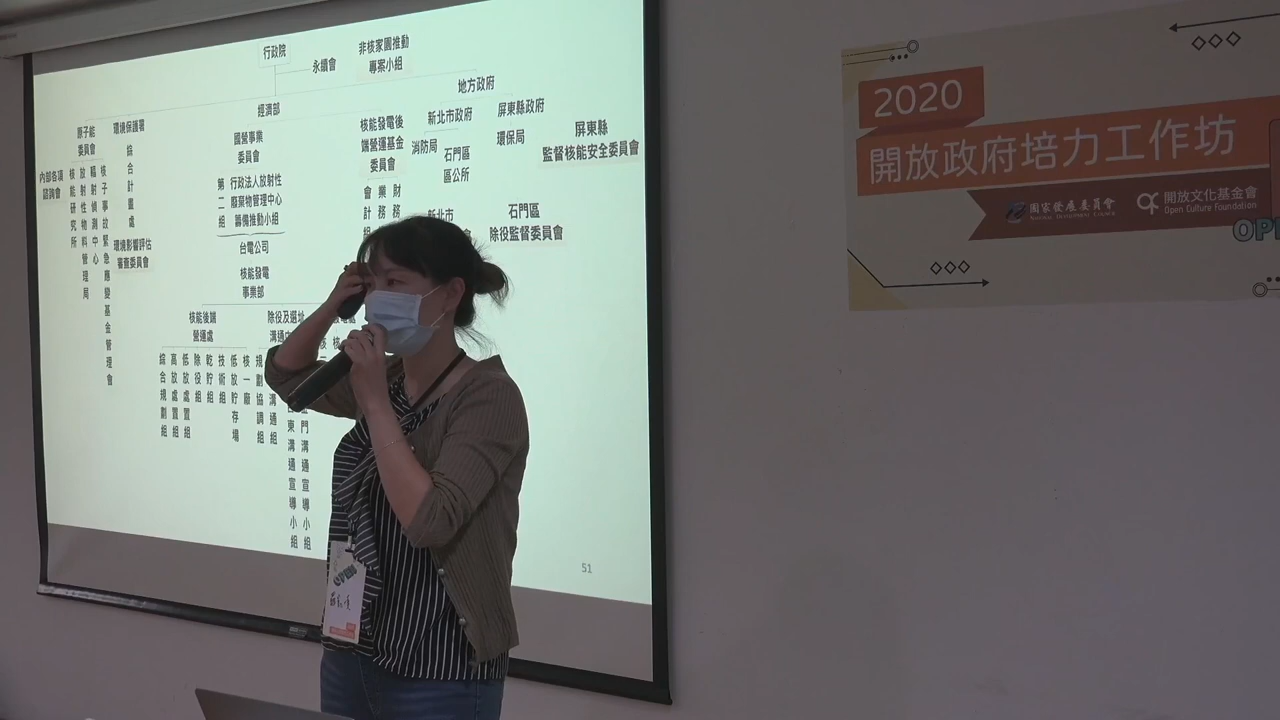 行政院
永續會
非核家園推動
專案小組
地方政府
經濟部
原子能
委員會
環境保護署
國營事業
委員會
核能發電後
端營運基金
委員會
新北市政府
屏東縣政府
消防局
石門區
區公所
環保局
屏東縣
監督核能安全委員會
內部各項
諮詢會
核能研究所
放射性物料管理局
輻射偵測中心
核子事故緊急應變基金管理會
綜合計畫處
環境影響評估
審查委員會
第二組
行政法人放射性
廢棄物管理中心
籌備推動小組
會計組
業務
財務
新北市
石門區
除役監督委員會
台電公司
核能發電
事業部
核能後端
營運處
除役及選址
溝通
綜合規劃組
高放處置組
低放處置組
除役組
乾貯組
技術組
低放貯存場
核一廠
規劃協調組
溝通組
東溝通宣導小組
門溝通宣導小組
51
2020
開放政府培力工作坊
國家發展委員會
NATIONAL DEVELOPMENT COUNCIL
開放文化基金會
Open Culture Foundation
OP
OPEN